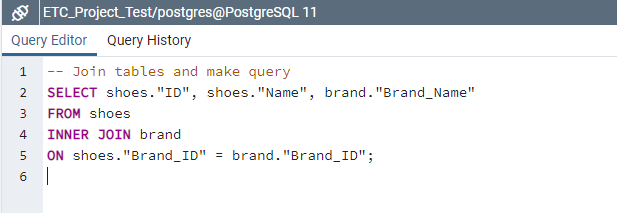 ETC_Project_Test/postgres@PostgreSQL 11
Query Editor Query History
1 -- Join tables and make query
2 SELECT shoes."ID", shoes."Name", brand."Brand_Name"
3 FROM shoes
4 INNER JOIN brand
5 ON shoes."Brand_ID" = brand."Brand_ID";
6